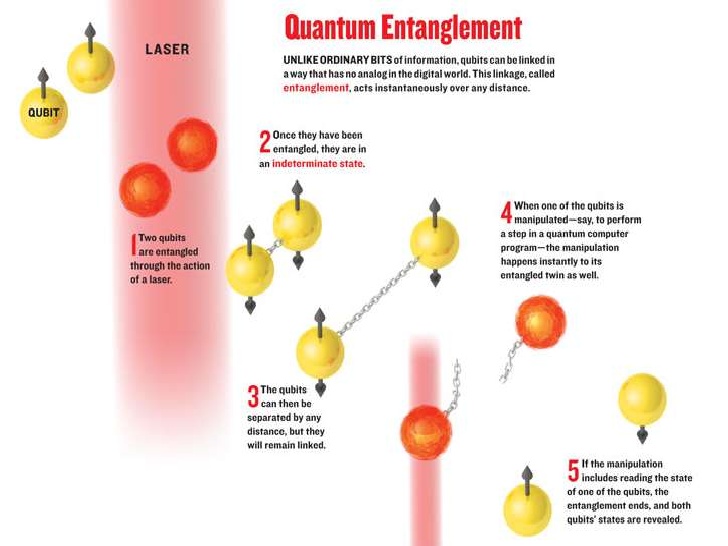 Quantum Entanglement
UNLIKE ORDINARY BITS of information, qubits can be linked in
a way that has no analog in the digital world. This linkage, called
entanglement, acts instantaneously over any distance.
LASER
QUBIT
1 Two qubits
are entangled
through the action
of a laser.
2 Once they have been
entangled, they are in
an indeterminate state.
3 The qubits
can then be
separated by any
distance, but they
will remain linked.
4 When one of the qubits is
manipulated—say, to perform
a step in a quantum computer
program—the manipulation
happens instantly to its
entangled twin as well.
5 If the manipulation
includes reading the state
of one of the qubits, the
entanglement ends, and both
qubits' states are revealed.